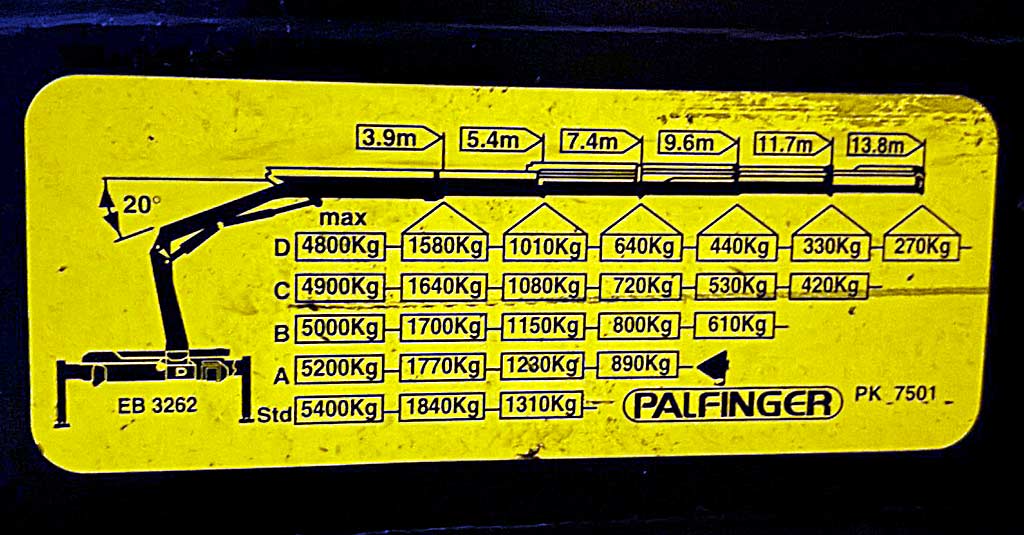 3.9m 5.4m 7.4m 9.6m 11.7m 13.8m
20°
max
D 4800Kg 1580Kg 1010Kg 640Kg 440Kg 330Kg 270Kg
C 4900Kg 1640Kg 1080Kg 720Kg 530Kg 420Kg
B 5000Kg 1700Kg 1150Kg 800Kg 610Kg
A 5200Kg 1770Kg 1230Kg 890Kg
Std 5400Kg 1840Kg 1310Kg
EB 3262
PALFINGER PK 7501